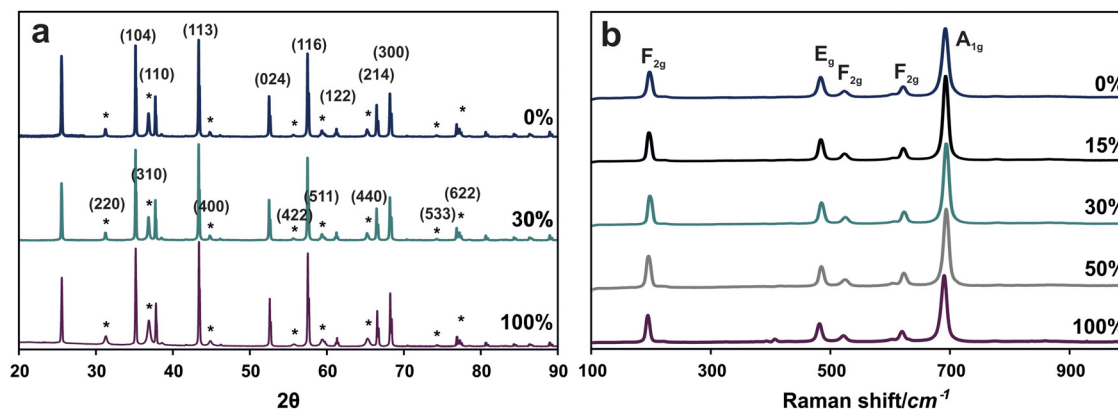 a
(104)
(110)
(113)
(024)
(116)
(122)
(300)
(214)
* * * * * * * *
0%
(220)
(310)
(400)
(422)
(511)
(440)
(533)
(622)
* * * * * * * *
30%
* * * * * * * *
100%
20 30 40 50 60 70 80 90
2θ
b
F2g
Eg
F2g
F2g
A1g
0%
15%
30%
50%
100%
100 300 500 700 900
Raman shift/cm-1